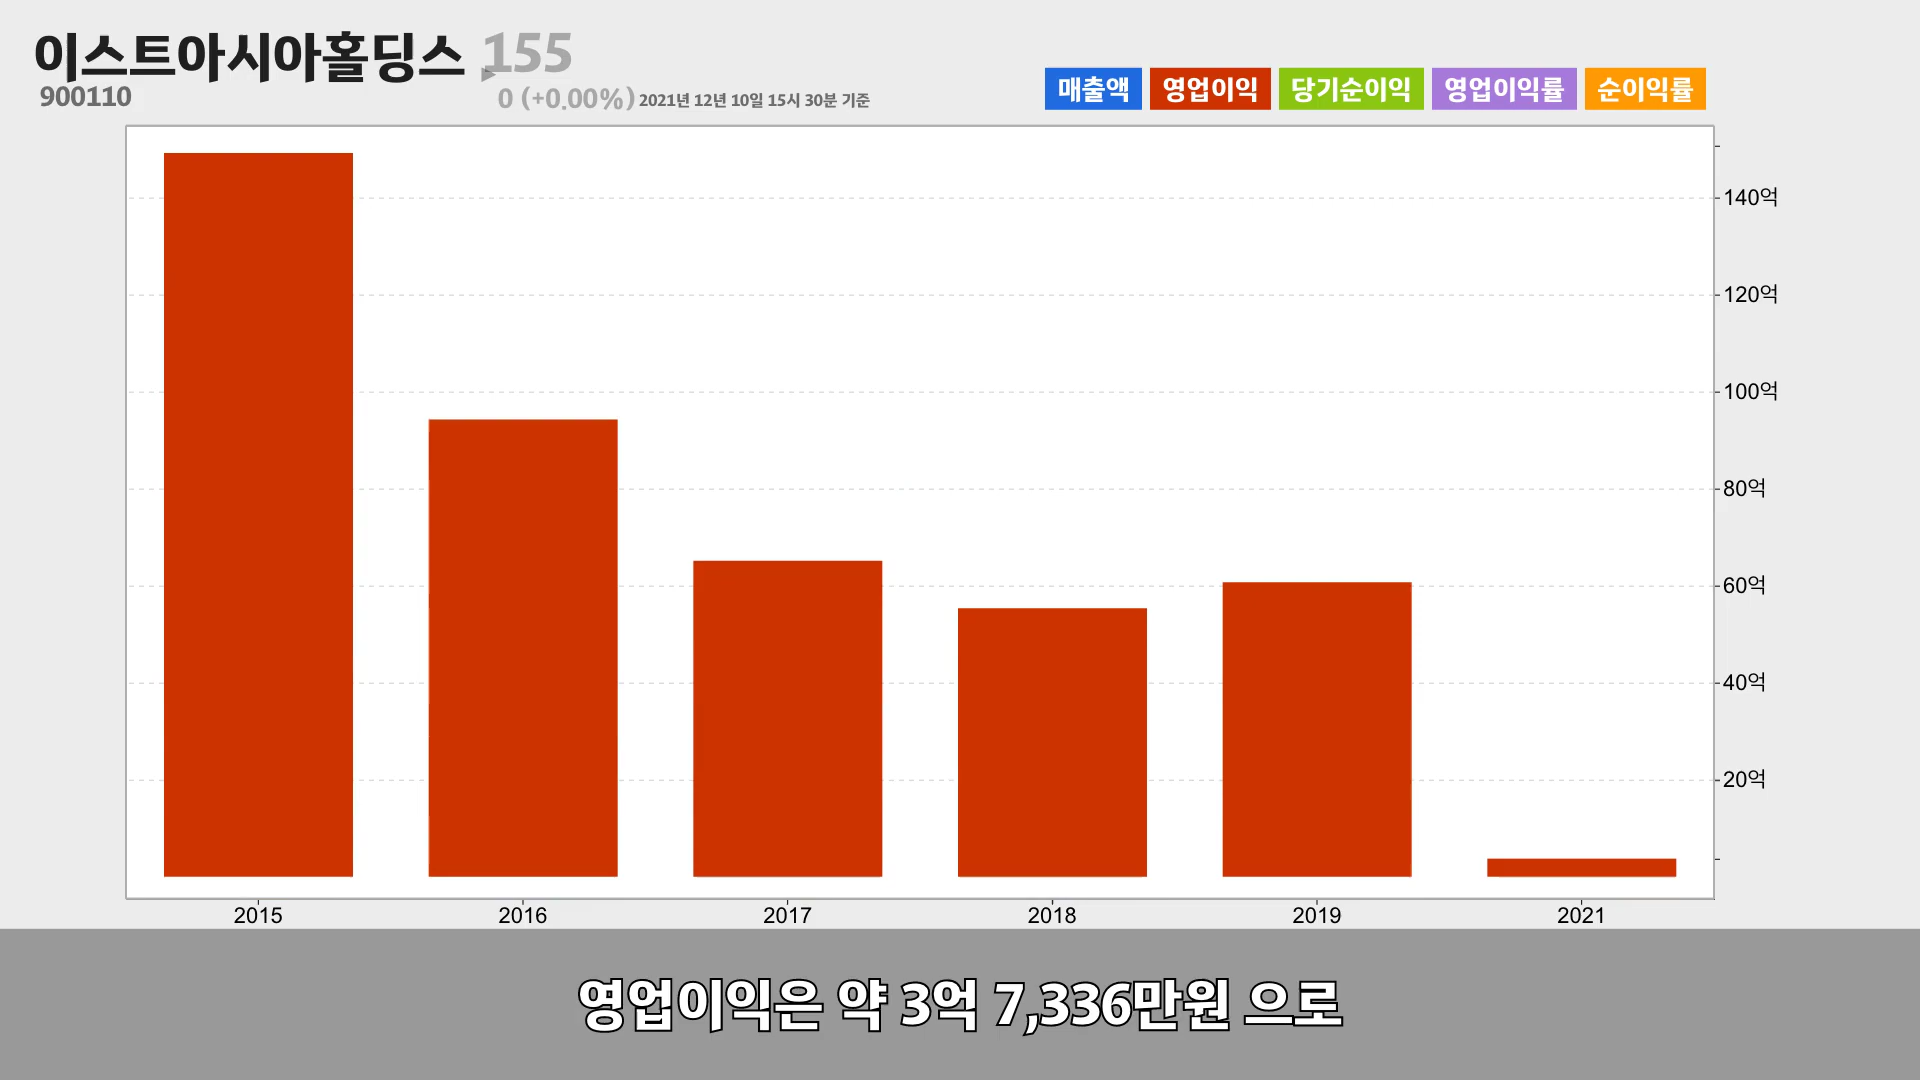 이스트아시아홀딩스 155
900110
0 (+0.00%) 2021년 12년 10일 15시 30분 기준
매출액 영업이익 당기순이익 영업이익률 순이익률
140억
120억
100억
80억
60억
40억
20억
2015 2016 2017 2018 2019 2021
영업이익은 약 3억 7,336만원 으로